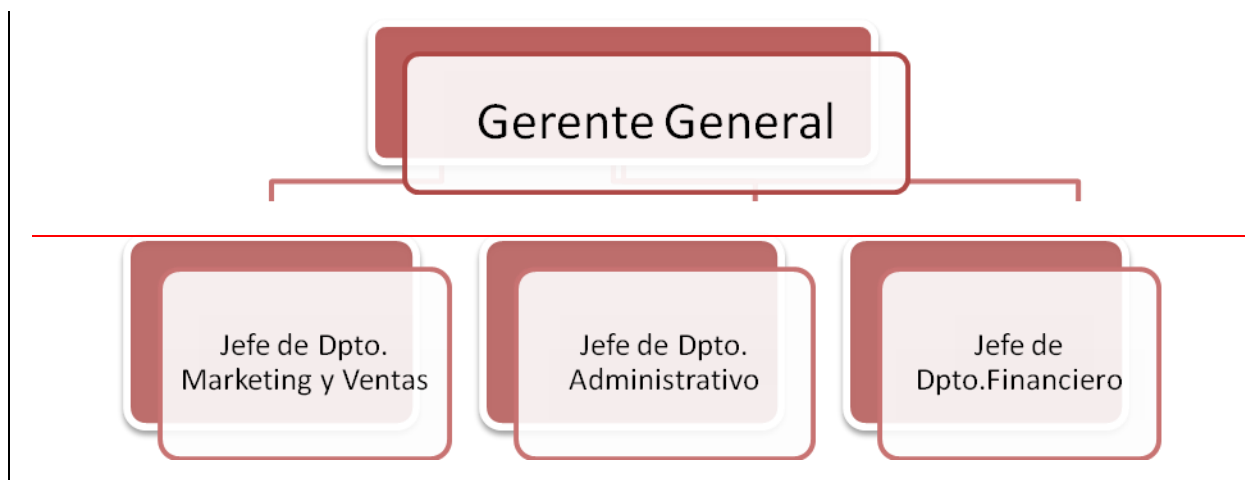 Gerente General
Jefe de Dpto.
Marketing y Ventas
Jefe de Dpto.
Administrativo
Jefe de
Dpto.Financiero